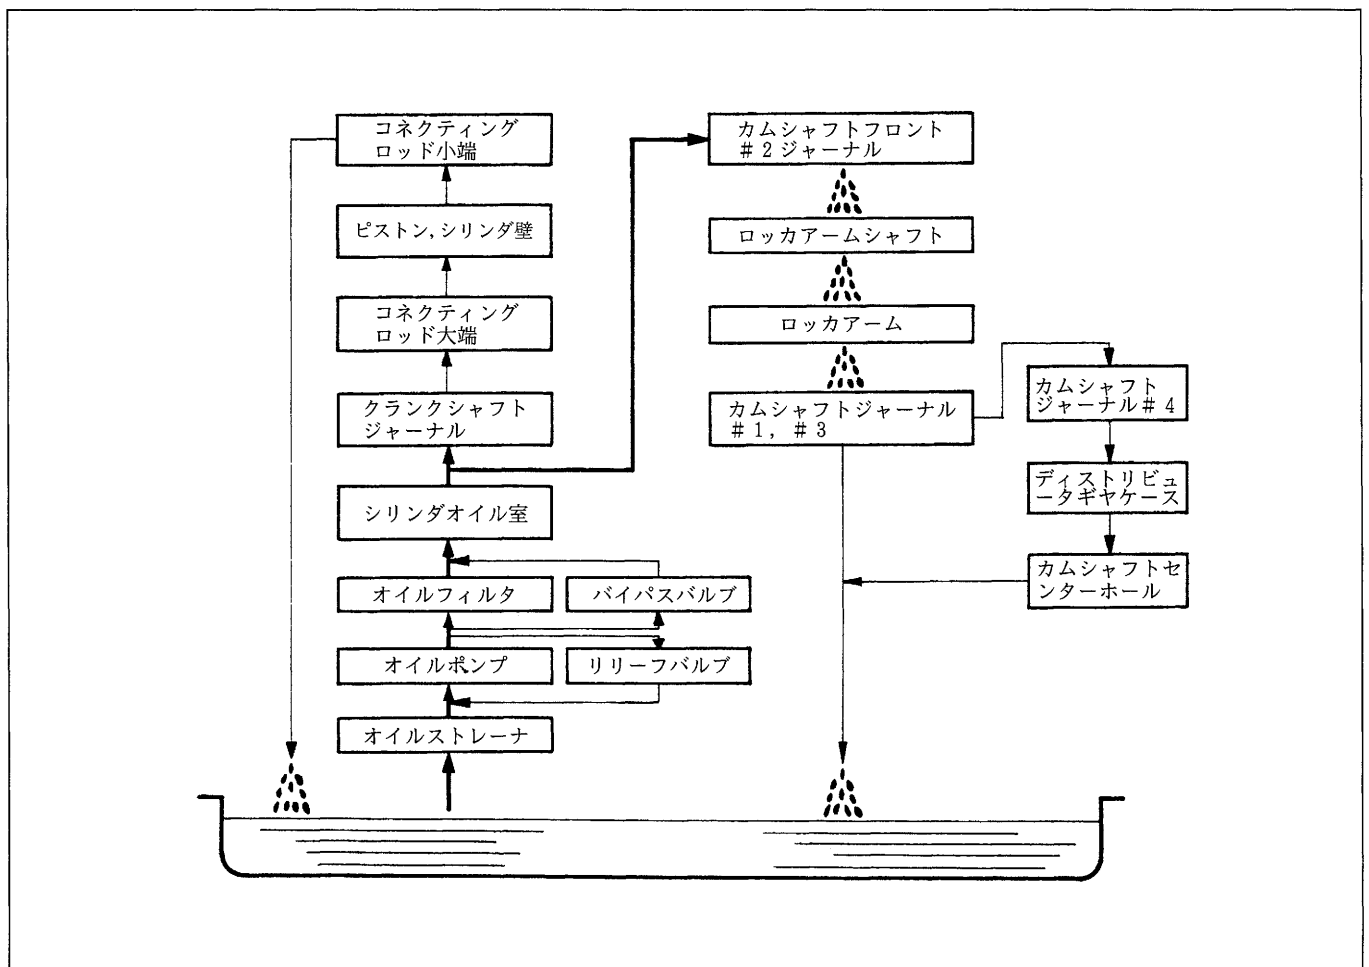 コネクティング
ロッド小端
ピストン,シリンダ壁
コネクティング
ロッド大端
クランクシャフト
ジャーナル
シリンダオイル室
オイルフィルタ
バイパスバルブ
オイルポンプ
リリーフバルブ
オイルストレーナ
カムシャフトフロント
#2ジャーナル
ロッカアームシャフト
ロッカアーム
カムシャフトジャーナル
#1, #3
カムシャフト
ジャーナル#4
ディストリビュ
ータギヤケース
カムシャフトセ
ンターホール